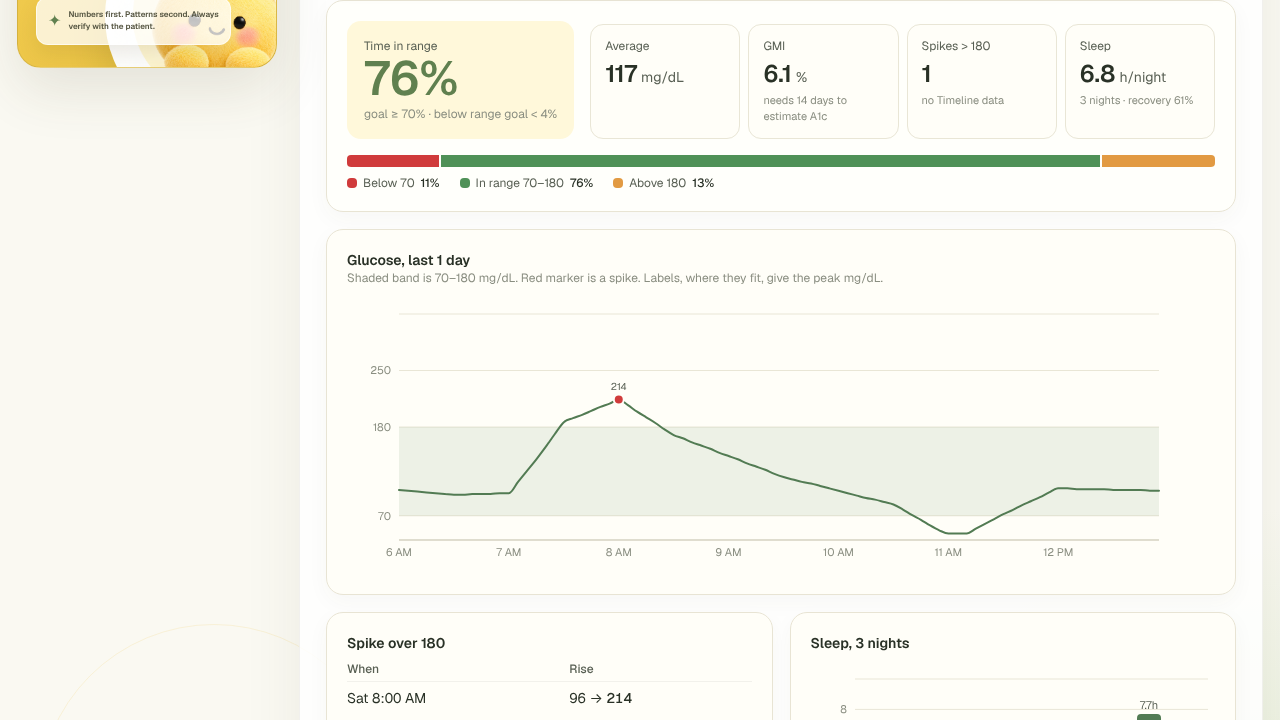 Numbers first. Patterns second. Always
verify with the patient.
Time in range
76%
goal ≥ 70% · below range goal < 4%
Average
117 mg/dL
GMI
6.1 %
needs 14 days to
estimate A1c
Spikes > 180
1
no Timeline data
Sleep
6.8 h/night
3 nights · recovery 61%
Below 70 11%
In range 70–180 76%
Above 180 13%
Glucose, last 1 day
Shaded band is 70–180 mg/dL. Red marker is a spike. Labels, where they fit, give the peak mg/dL.
250
214
180
70
6 AM 7 AM 8 AM 9 AM 10 AM 11 AM 12 PM
Spike over 180
When Rise
Sat 8:00 AM 96 → 214
Sleep, 3 nights
7.7h
8